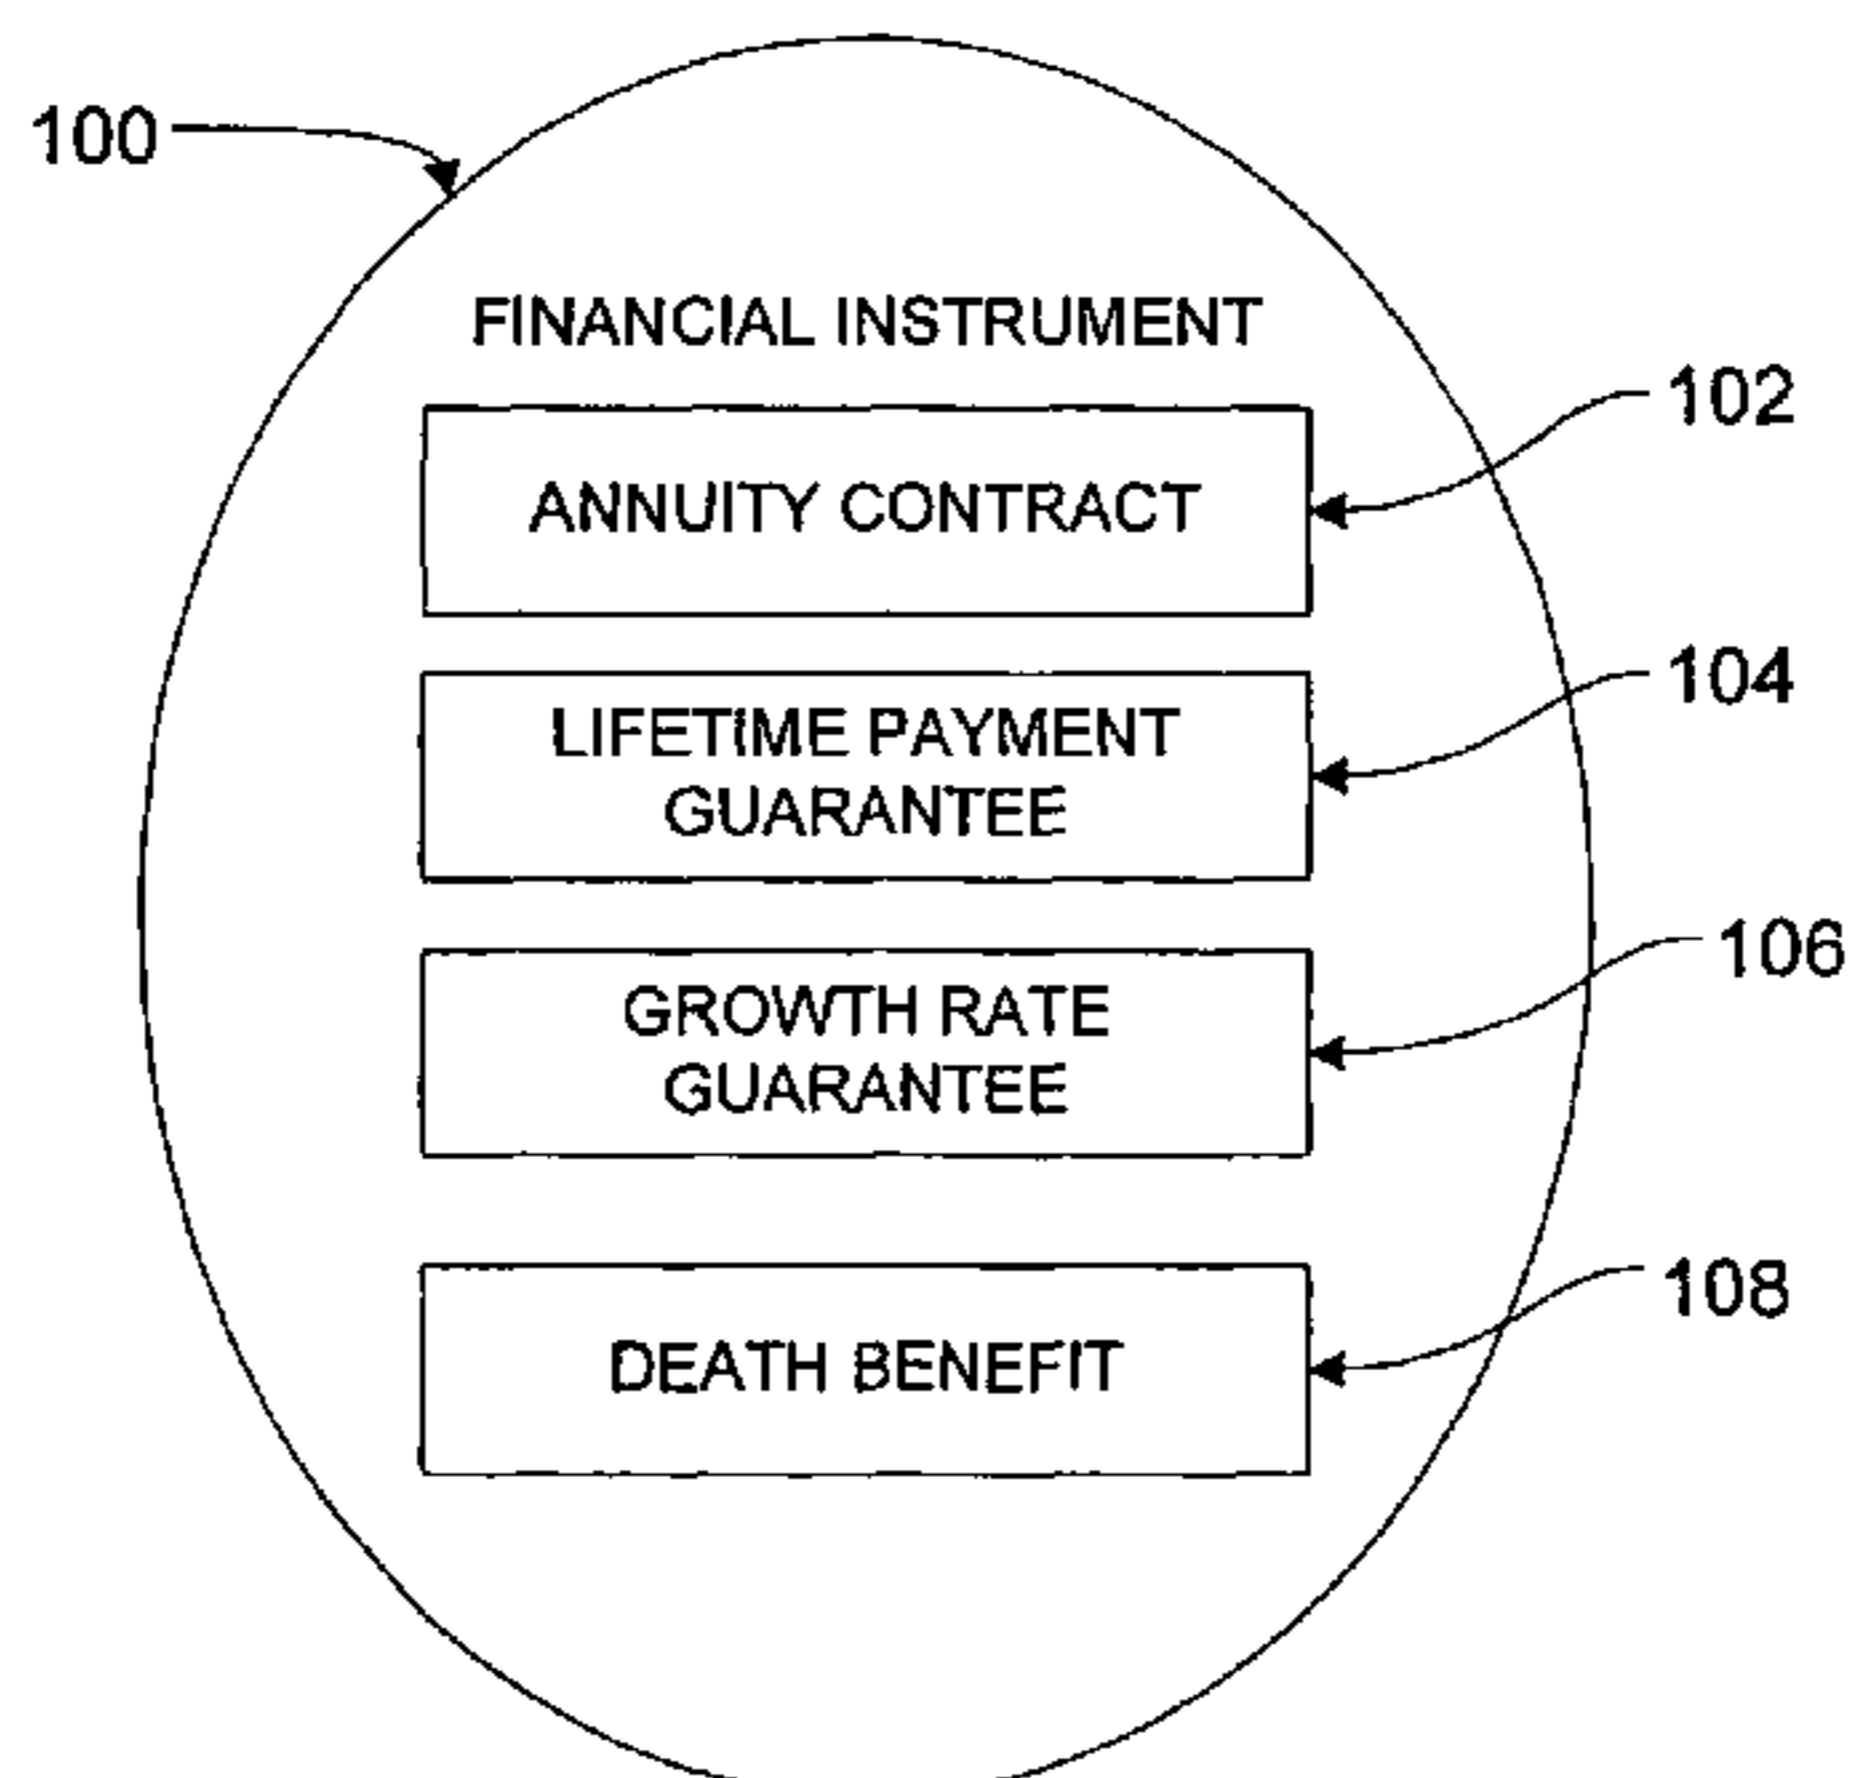 100
FINANCIAL INSTRUMENT
102
ANNUITY CONTRACT
104
LIFETIME PAYMENT
GUARANTEE
106
GROWTH RATE
GUARANTEE
108
DEATH BENEFIT